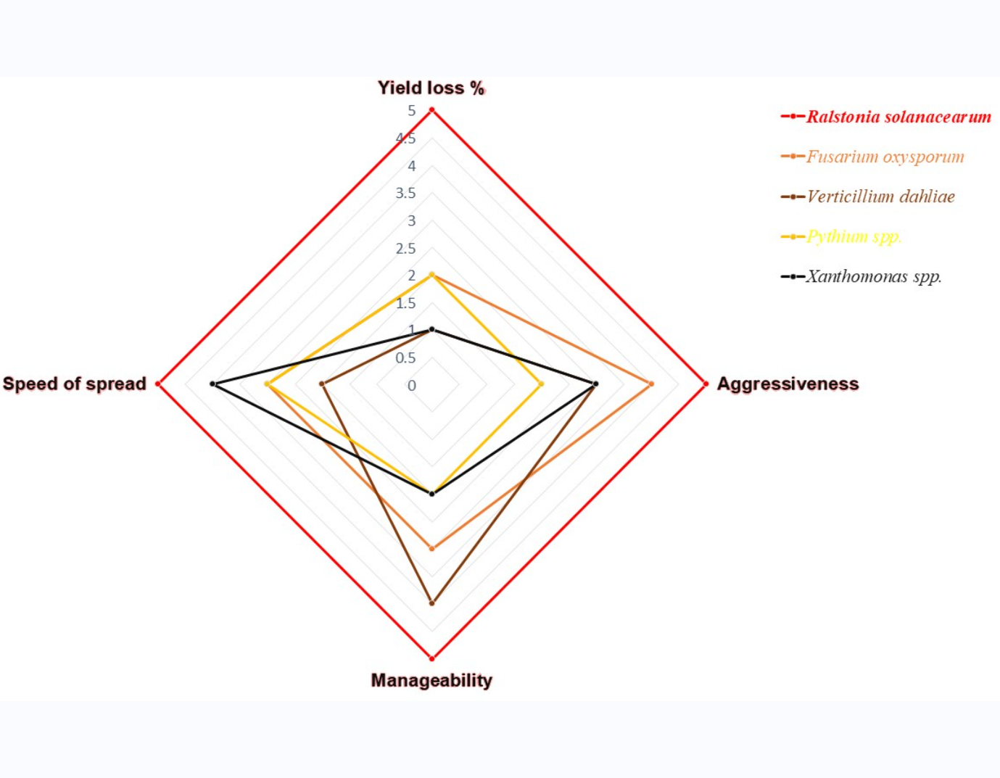 Yield loss %
5
4.5
4
3.5
3
2.5
2
1.5
1
0.5
0
Speed of spread
Aggressiveness
Manageability
Ralstonia solanacearum
Fusarium oxysporum
Verticillium dahliae
Pythium spp.
Xanthomonas spp.